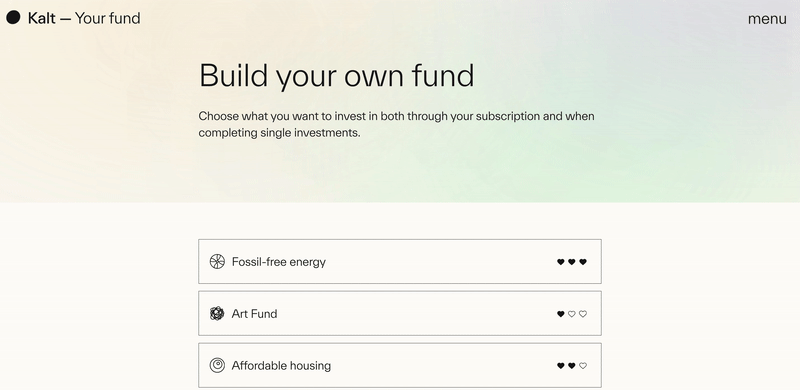 Kalt — Your fund
menu
Build your own fund
Choose what you want to invest in both through your subscription and when
completing single investments.
Fossil-free energy
Art Fund
Affordable housing